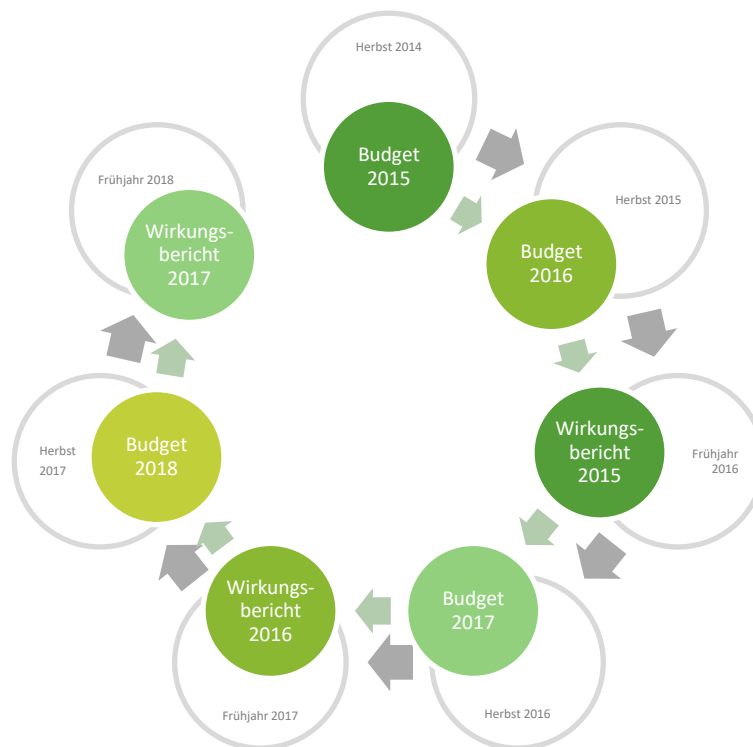 Herbst 2014
Budget
2015
Herbst 2015
Budget
2016
Wirkungs-
bericht
2015
Frühjahr
2016
Budget
2017
Herbst 2016
Wirkungs-
bericht
2016
Frühjahr 2017
Herbst
2017
Budget
2018
Frühjahr 2018
Wirkungs-
bericht
2017